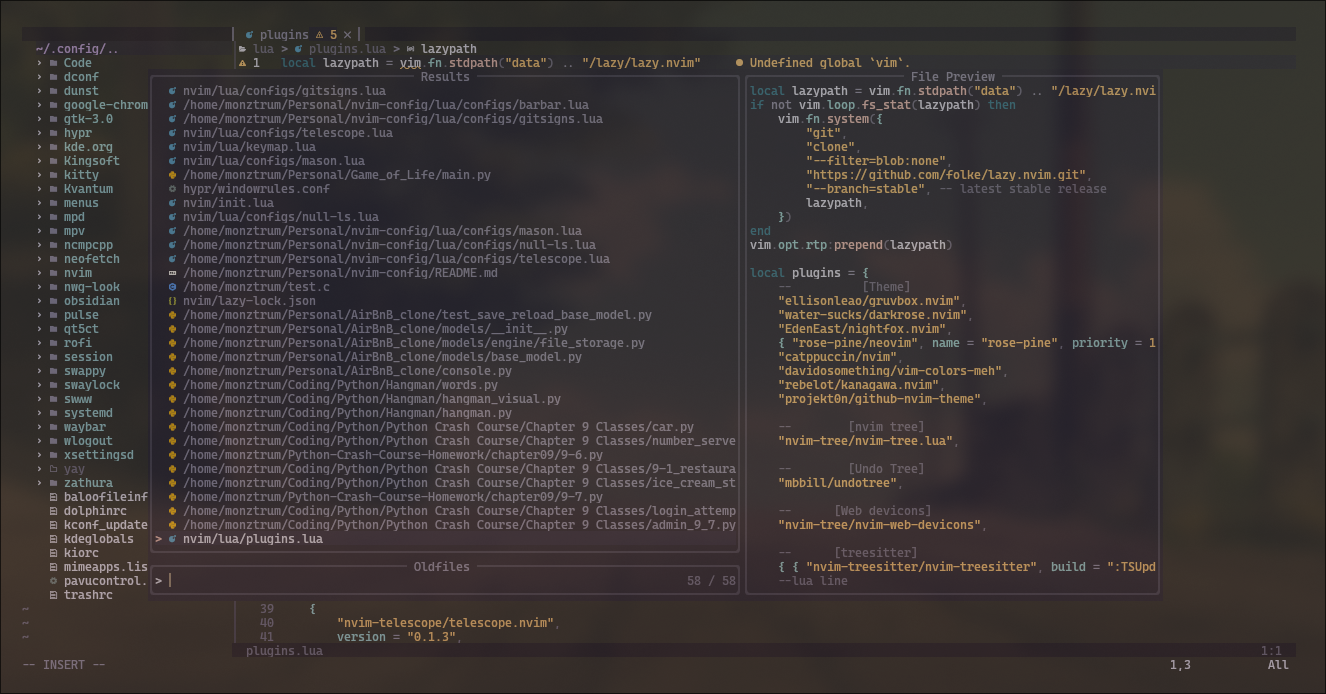 plugins 5
~/.config/..
lua > plugins.lua > lazypath
1 local lazypath = vim.fn.stdpath("data") .. "/lazy/lazy.nvim" ● Undefined global `vim`.
> Code
> dconf
> dunst
> google-chrom
> gtk-3.0
> hypr
> kde.org
> Kingsoft
> kitty
> Kvantum
> menus
> mpd
> mpv
> ncmpcpp
> neofetch
> nvim
> nwg-look
> obsidian
> pulse
> qt5ct
> rofi
> session
> swappy
> swaylock
> swww
> systemd
> waybar
> wlogout
> xsettingsd
> yay
> zathura
baloofileinf
dolphinrc
kconf_update
kdeglobals
kiorc
mimeapps.lis
pavucontrol.
trashrc
~
~
~
Results
nvim/lua/configs/gitsigns.lua
/home/monztrum/Personal/nvim-config/lua/configs/barbar.lua
/home/monztrum/Personal/nvim-config/lua/configs/gitsigns.lua
nvim/lua/configs/telescope.lua
nvim/lua/keymap.lua
nvim/lua/configs/mason.lua
/home/monztrum/Personal/Game_of_Life/main.py
hypr/windowrules.conf
nvim/init.lua
nvim/lua/configs/null-ls.lua
/home/monztrum/Personal/nvim-config/lua/configs/mason.lua
/home/monztrum/Personal/nvim-config/lua/configs/null-ls.lua
/home/monztrum/Personal/nvim-config/lua/configs/telescope.lua
/home/monztrum/Personal/nvim-config/README.md
/home/monztrum/test.c
nvim/lazy-lock.json
/home/monztrum/Personal/AirBnB_clone/test_save_reload_base_model.py
/home/monztrum/Personal/AirBnB_clone/models/__init__.py
/home/monztrum/Personal/AirBnB_clone/models/engine/file_storage.py
/home/monztrum/Personal/AirBnB_clone/models/base_model.py
/home/monztrum/Personal/AirBnB_clone/console.py
/home/monztrum/Coding/Python/Hangman/words.py
/home/monztrum/Coding/Python/Hangman/hangman_visual.py
/home/monztrum/Coding/Python/Hangman/hangman.py
/home/monztrum/Coding/Python/Python Crash Course/Chapter 9 Classes/car.py
/home/monztrum/Coding/Python/Python Crash Course/Chapter 9 Classes/number_serve
/home/monztrum/Python-Crash-Course-Homework/chapter09/9-6.py
/home/monztrum/Coding/Python/Python Crash Course/Chapter 9 Classes/9-1_restaura
/home/monztrum/Coding/Python/Python Crash Course/Chapter 9 Classes/ice_cream_st
/home/monztrum/Python-Crash-Course-Homework/chapter09/9-7.py
/home/monztrum/Coding/Python/Python Crash Course/Chapter 9 Classes/login_attemp
/home/monztrum/Coding/Python/Python Crash Course/Chapter 9 Classes/admin_9_7.py
> nvim/lua/plugins.lua
Oldfiles
> 58 / 58
File Preview
local lazypath = vim.fn.stdpath("data") .. "/lazy/lazy.nvi
if not vim.loop.fs_stat(lazypath) then
vim.fn.system({
"git",
"clone",
"--filter=blob:none",
"https://github.com/folke/lazy.nvim.git",
"--branch=stable", -- latest stable release
lazypath,
})
end
vim.opt.rtp:prepend(lazypath)
local plugins = {
-- [Theme]
"ellisonleao/gruvbox.nvim",
"water-sucks/darkrose.nvim",
"EdenEast/nightfox.nvim",
{ "rose-pine/neovim", name = "rose-pine", priority = 1
"catppuccin/nvim",
"davidosomething/vim-colors-meh",
"rebelot/kanagawa.nvim",
"projekt0n/github-nvim-theme",
-- [nvim tree]
"nvim-tree/nvim-tree.lua",
-- [Undo Tree]
"mbbill/undotree",
-- [Web devicons]
"nvim-tree/nvim-web-devicons",
-- [treesitter]
{ { "nvim-treesitter/nvim-treesitter", build = ":TSUpd
--lua line
39 {
40 "nvim-telescope/telescope.nvim",
41 version = "0.1.3",
plugins.lua 1:1
-- INSERT -- 1,3 All